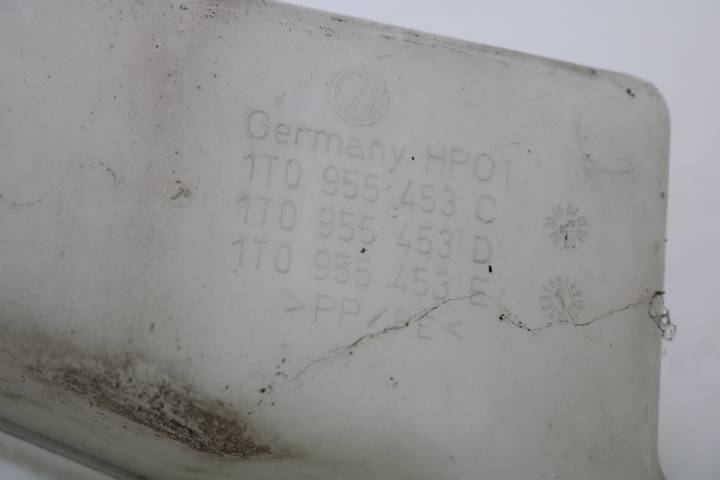 Germany HP01
1T0 955 453 C
1T0 955 453 D
1T0 955 453 E
>PP/PE<